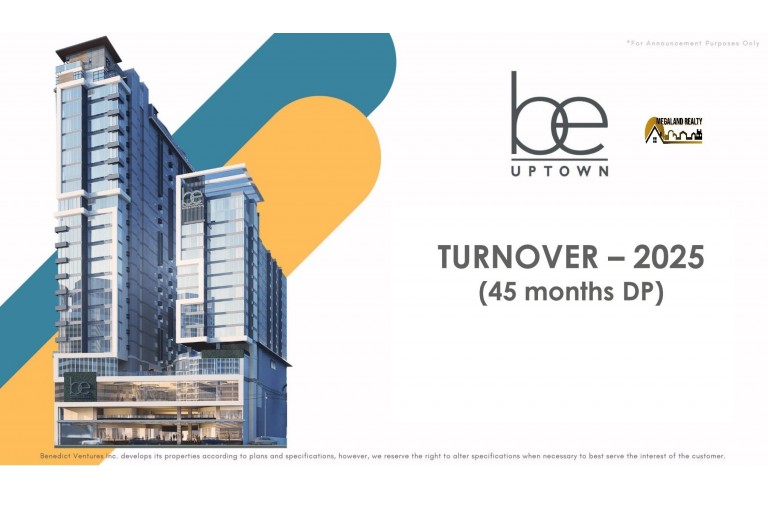 *For Announcement Purposes Only
be
UPTOWN
MEGALAND REALTY
TURNOVER – 2025
(45 months DP)
be
be
Benedict Ventures Inc. develops its properties according to plans and specifications, however, we reserve the right to alter specifications when necessary to best serve the interest of the customer.